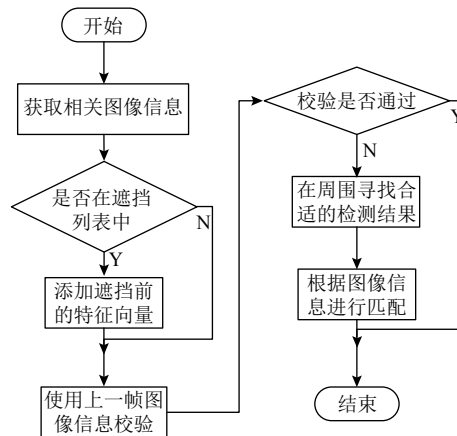 开始
获取相关图像信息
是否在遮挡
列表中
N
Y
添加遮挡前
的特征向量
使用上一帧图
像信息校验
校验是否通过
Y
N
在周围寻找合
适的检测结果
根据图像信
息进行匹配
结束